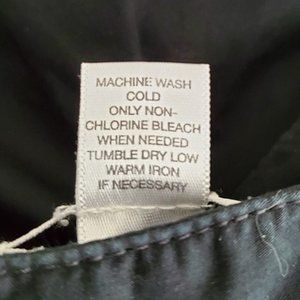 MACHINE WASH
COLD
ONLY NON-
CHLORINE BLEACH
WHEN NEEDED
TUMBLE DRY LOW
WARM IRON
IF NECESSARY